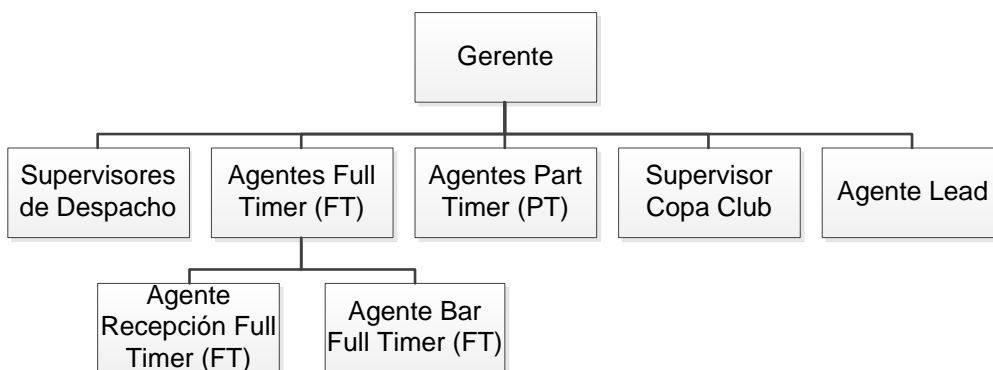 Gerente
Supervisores
de Despacho
Agentes Full
Timer (FT)
Agentes Part
Timer (PT)
Supervisor
Copa Club
Agente Lead
Agente
Recepción Full
Timer (FT)
Agente Bar
Full Timer (FT)